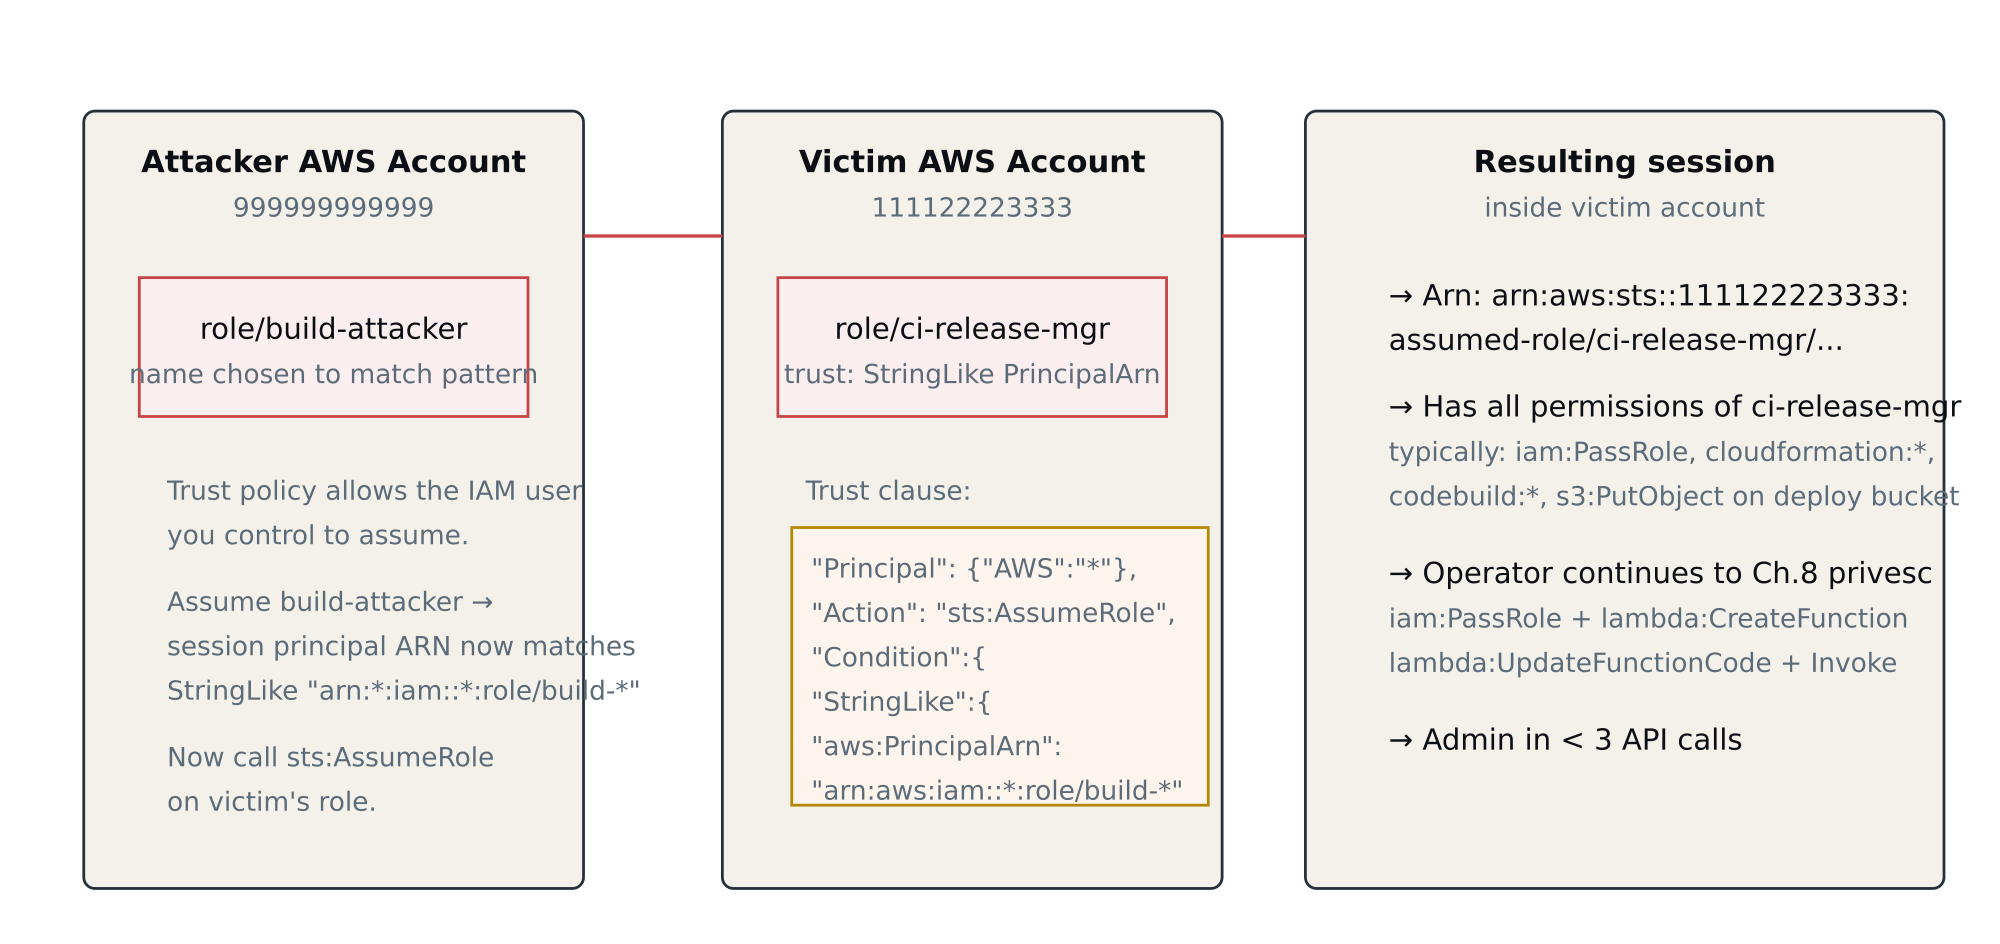 Attacker AWS Account
999999999999
role/build-attacker
name chosen to match pattern
Trust policy allows the IAM user
you control to assume.
Assume build-attacker →
session principal ARN now matches
StringLike "arn:*:iam::*:role/build-*"
Now call sts:AssumeRole
on victim's role.
Victim AWS Account
111122223333
role/ci-release-mgr
trust: StringLike PrincipalArn
Trust clause:
"Principal": {"AWS":"*"},
"Action": "sts:AssumeRole",
"Condition":{
"StringLike":{
"aws:PrincipalArn":
"arn:aws:iam::*:role/build-*"
Resulting session
inside victim account
→ Arn: arn:aws:sts::111122223333:
assumed-role/ci-release-mgr/...
→ Has all permissions of ci-release-mgr
typically: iam:PassRole, cloudformation:*,
codebuild:*, s3:PutObject on deploy bucket
→ Operator continues to Ch.8 privesc
iam:PassRole + lambda:CreateFunction
lambda:UpdateFunctionCode + Invoke
→ Admin in < 3 API calls